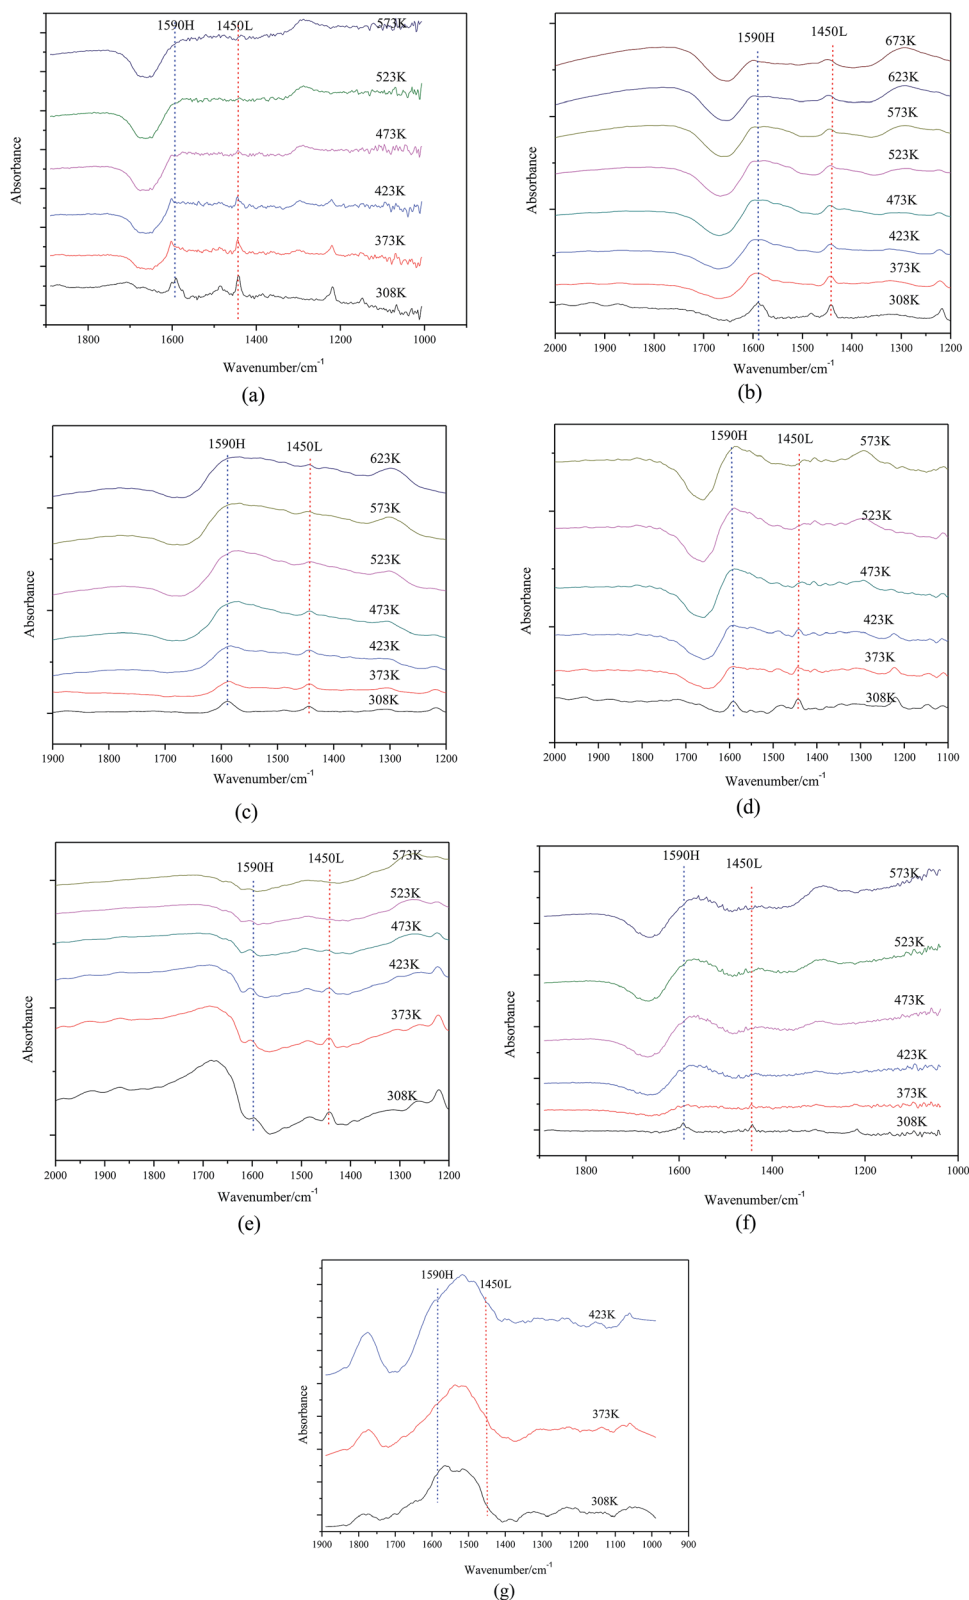 1590H 1450L 573K
523K
473K
423K
373K
308K
Absorbance
1800 1600 1400 1200 1000
Wavenumber/cm-1
(a)
1590H 1450L 673K
623K
573K
523K
473K
423K
373K
308K
Absorbance
2000 1900 1800 1700 1600 1500 1400 1300 1200
Wavenumber/cm-1
(b)
1590H 1450L
623K
573K
523K
473K
423K
373K
308K
Absorbance
1900 1800 1700 1600 1500 1400 1300 1200
Wavenumber/cm-1
(c)
1590H 1450L 573K
523K
473K
423K
373K
308K
Absorbance
2000 1900 1800 1700 1600 1500 1400 1300 1200 1100
Wavenumber/cm-1
(d)
1590H 1450L 573K
523K
473K
423K
373K
308K
Absorbance
2000 1900 1800 1700 1600 1500 1400 1300 1200
Wavenumber/cm-1
(e)
1590H 1450L 573K
523K
473K
423K
373K
308K
Absorbance
1800 1600 1400 1200 1000
Wavenumber/cm-1
(f)
1590H 1450L
423K
373K
308K
Absorbance
1900 1800 1700 1600 1500 1400 1300 1200 1100 1000 900
Wavenumber/cm-1
(g)